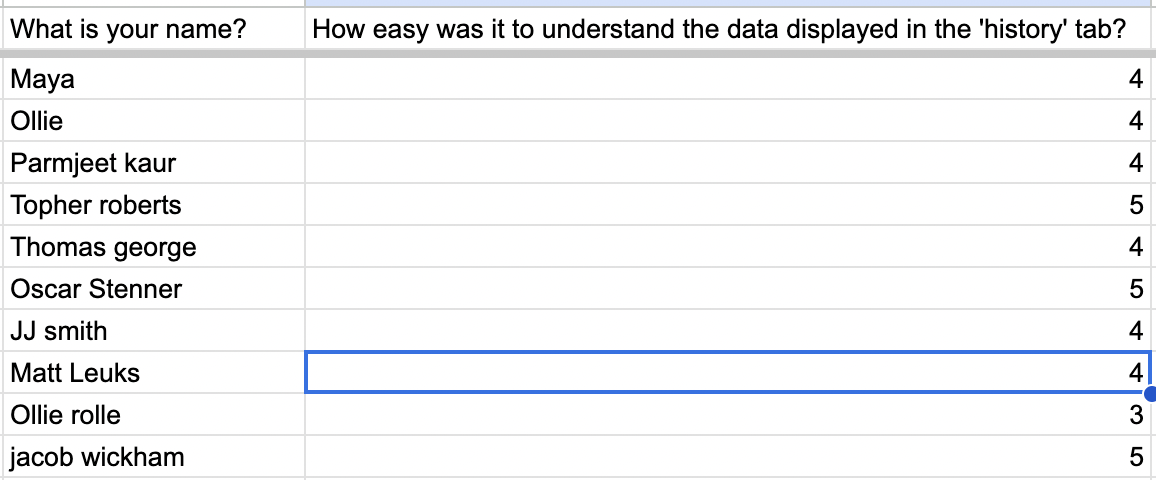 What is your name? How easy was it to understand the data displayed in the 'history' tab?
Maya 4
Ollie 4
Parmjeet kaur 4
Topher roberts 5
Thomas george 4
Oscar Stenner 5
JJ smith 4
Matt Leuks 4
Ollie rolle 3
jacob wickham 5